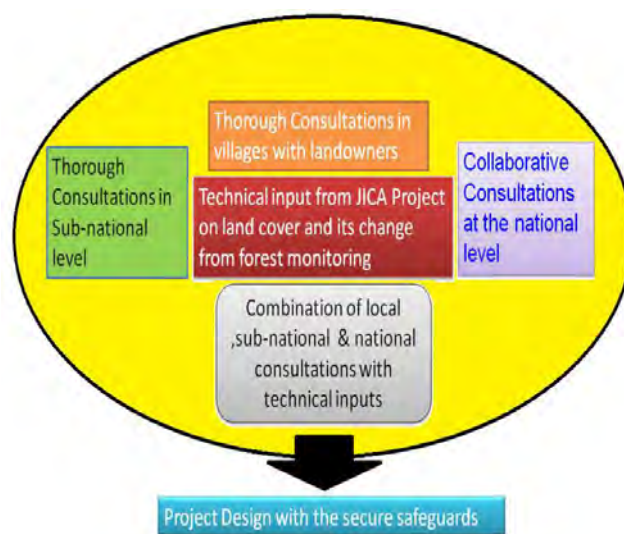 Thorough Consultations in
villages with landowners
Thorough
Consultations in
Sub-national
level
Technical input from JICA Project
on land cover and its change
from forest monitoring
Collaborative
Consultations
at the national
level
Combination of local
,sub-national & national
consultations with
technical inputs
Project Design with the secure safeguards